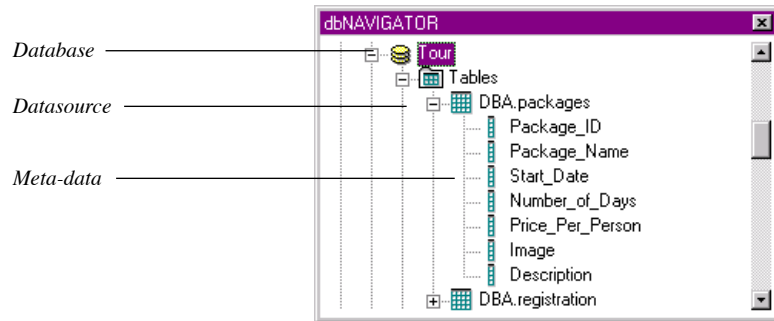 dbNAVIGATOR
Database
Tour
Tables
Datasource
DBA.packages
Package_ID
Package_Name
Meta-data
Start_Date
Number_of_Days
Price_Per_Person
Image
Description
DBA.registration